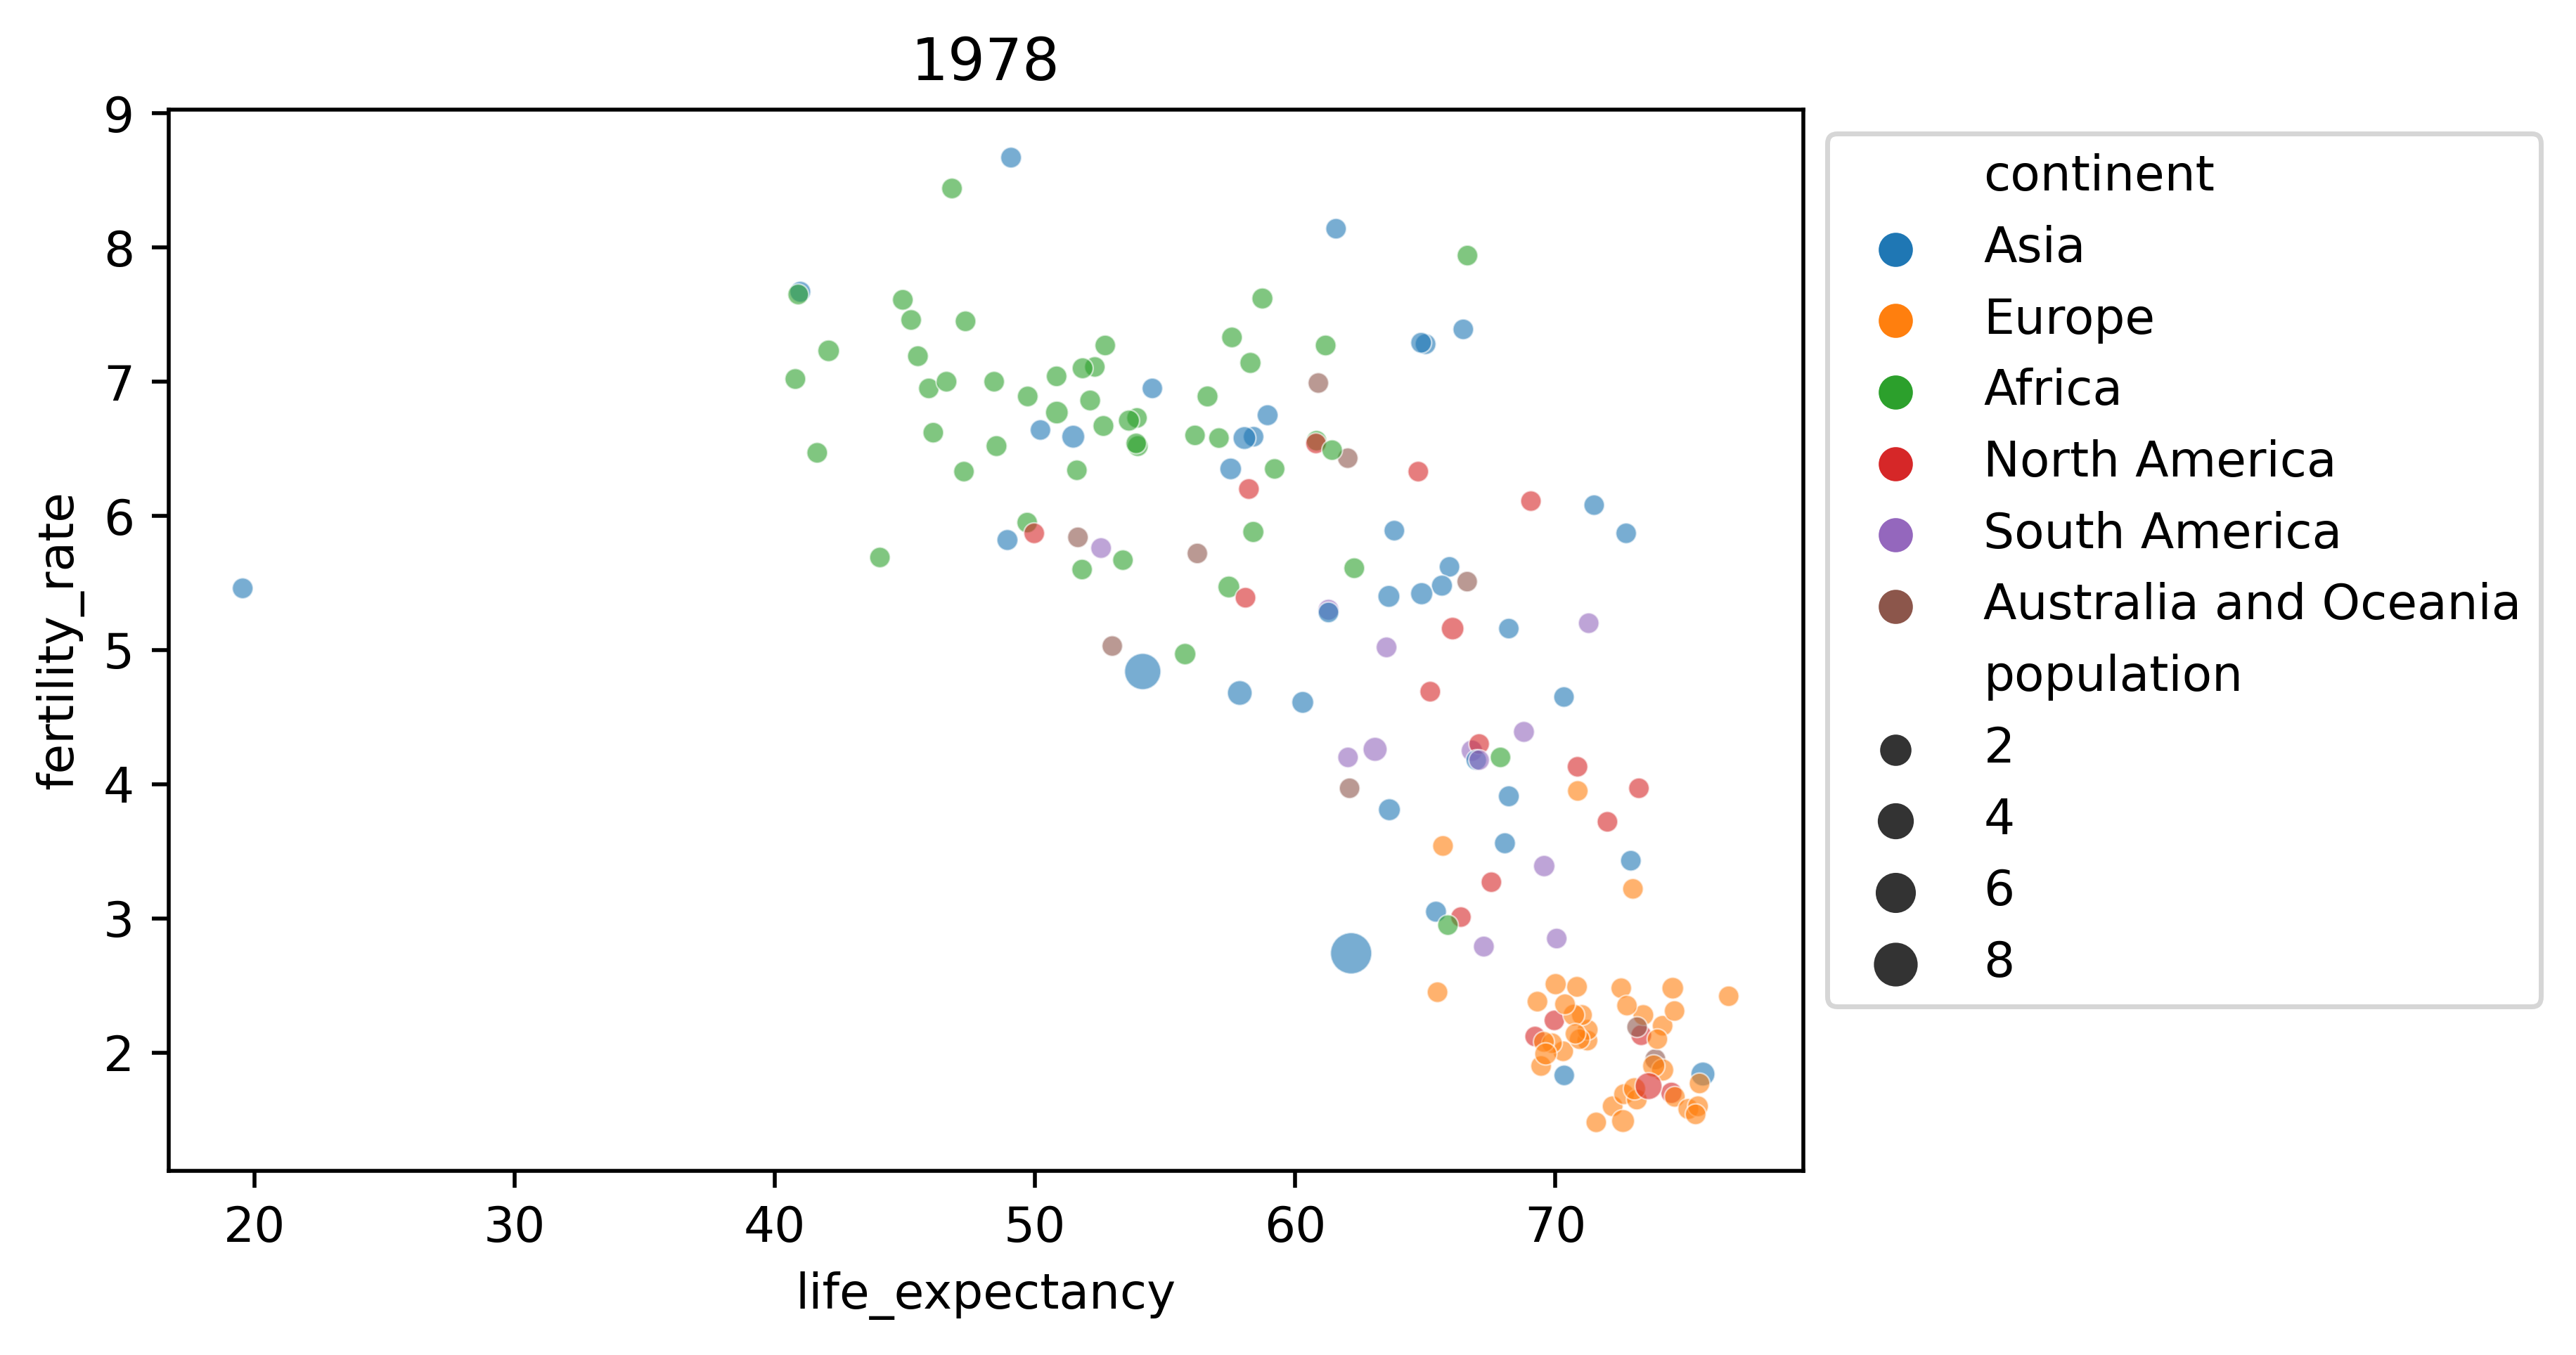 1978
9
8
7
6
5
4
3
2
fertility_rate
20 30 40 50 60 70
life_expectancy
continent
Asia
Europe
Africa
North America
South America
Australia and Oceania
population
2
4
6
8